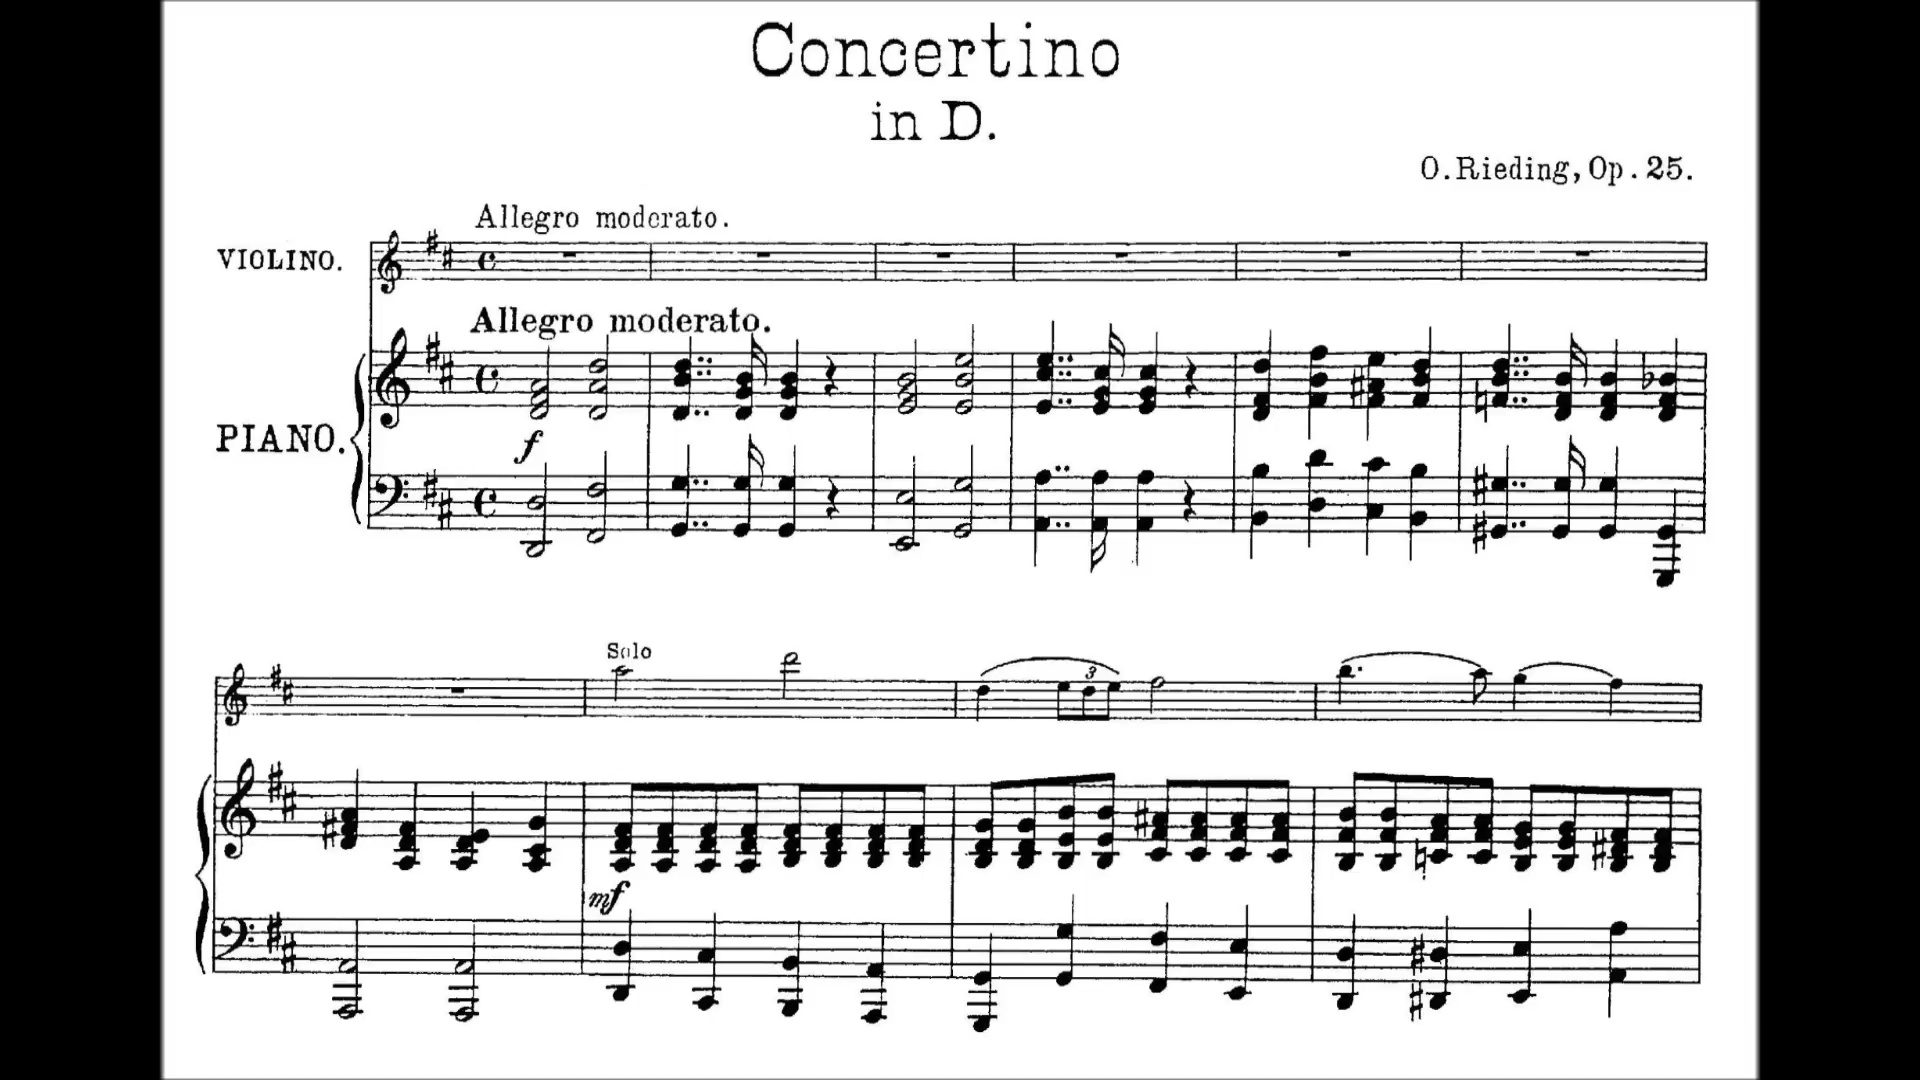 Concertino
in D.
O. Rieding, Op. 25.
Allegro moderato.
VIOLINO.
Allegro moderato.
PIANO.
f
Solo
3
mf